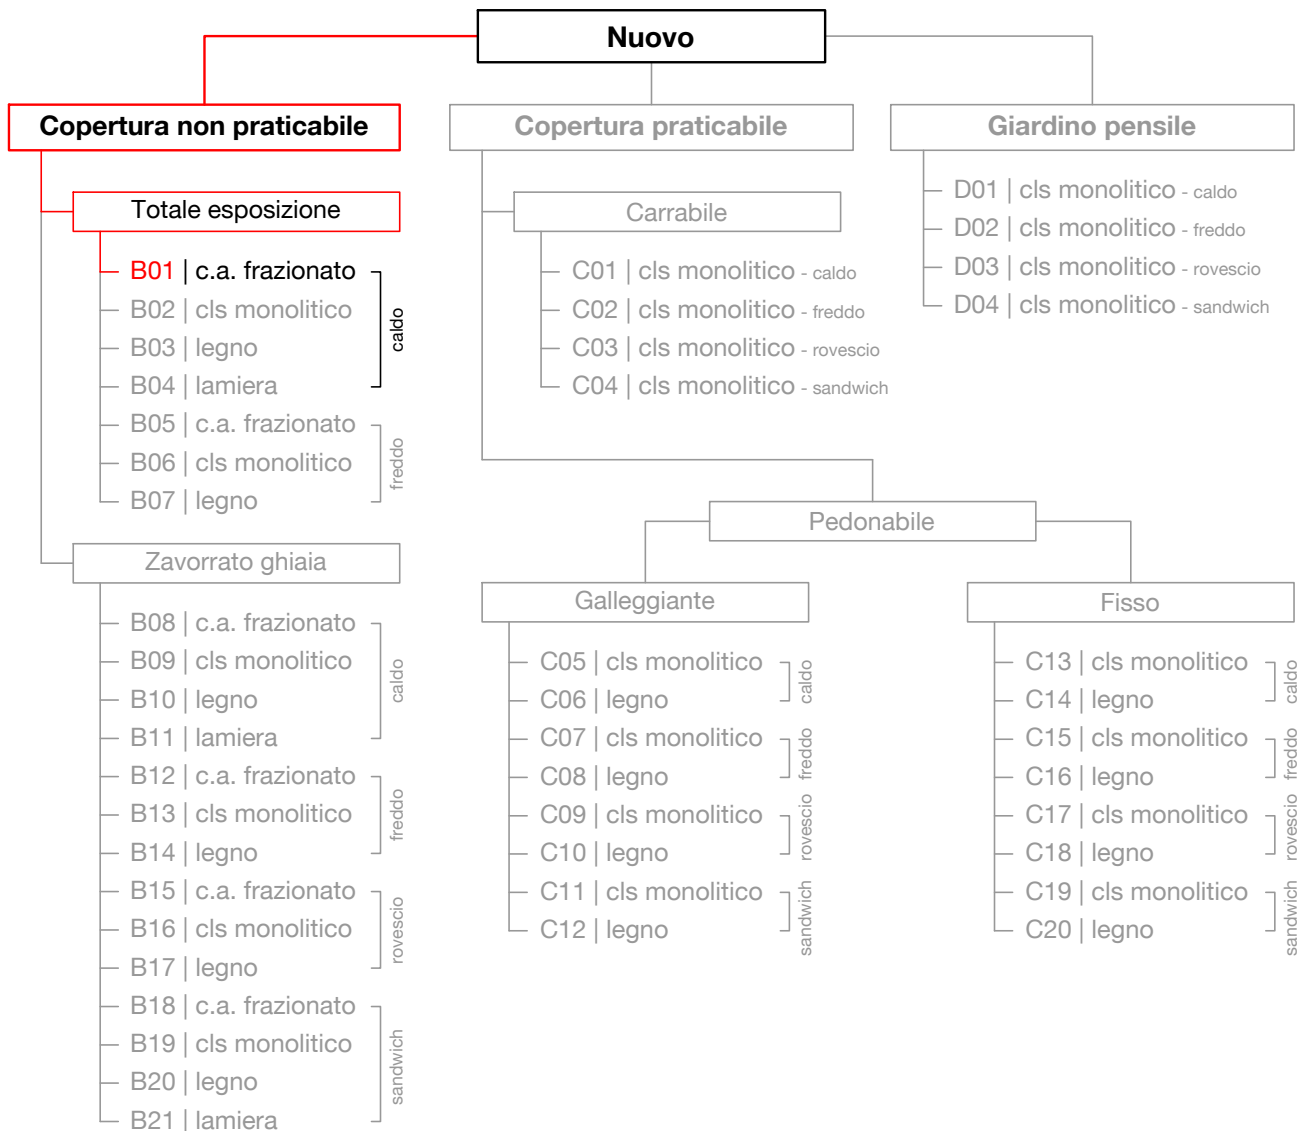 Nuovo
Copertura non praticabile
Totale esposizione
B01 | c.a. frazionato
B02 | cls monolitico
B03 | legno
B04 | lamiera
caldo
B05 | c.a. frazionato
B06 | cls monolitico
B07 | legno
freddo
Zavorrato ghiaia
B08 | c.a. frazionato
B09 | cls monolitico
B10 | legno
B11 | lamiera
caldo
B12 | c.a. frazionato
B13 | cls monolitico
B14 | legno
freddo
B15 | c.a. frazionato
B16 | cls monolitico
B17 | legno
rovescio
B18 | c.a. frazionato
B19 | cls monolitico
B20 | legno
B21 | lamiera
sandwich
Copertura praticabile
Carrabile
C01 | cls monolitico - caldo
C02 | cls monolitico - freddo
C03 | cls monolitico - rovescio
C04 | cls monolitico - sandwich
Pedonabile
Galleggiante
C05 | cls monolitico
C06 | legno
caldo
C07 | cls monolitico
C08 | legno
freddo
C09 | cls monolitico
C10 | legno
rovescio
C11 | cls monolitico
C12 | legno
sandwich
Fisso
C13 | cls monolitico
C14 | legno
caldo
C15 | cls monolitico
C16 | legno
freddo
C17 | cls monolitico
C18 | legno
rovescio
C19 | cls monolitico
C20 | legno
sandwich
Giardino pensile
D01 | cls monolitico - caldo
D02 | cls monolitico - freddo
D03 | cls monolitico - rovescio
D04 | cls monolitico - sandwich